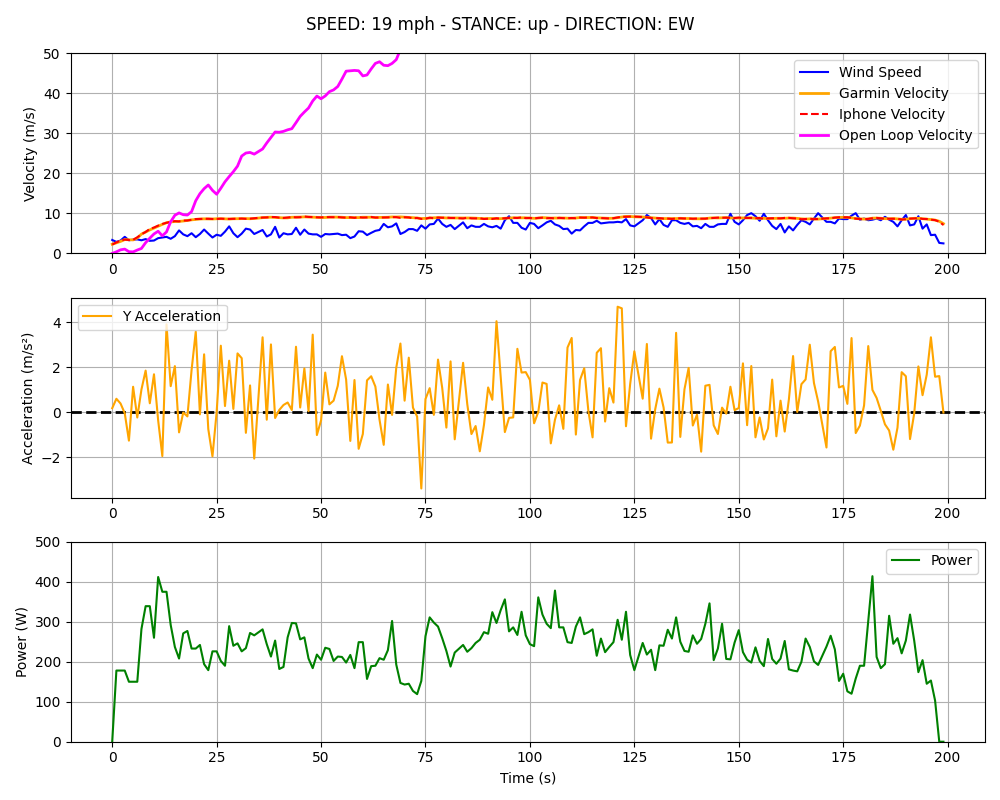 SPEED: 19 mph - STANCE: up - DIRECTION: EW
Velocity (m/s)
50
40
30
20
10
0
Wind Speed
Garmin Velocity
Iphone Velocity
Open Loop Velocity
0 25 50 75 100 125 150 175 200
Acceleration (m/s²)
4
2
0
−2
Y Acceleration
0 25 50 75 100 125 150 175 200
Power (W)
500
400
300
200
100
0
Power
0 25 50 75 100 125 150 175 200
Time (s)